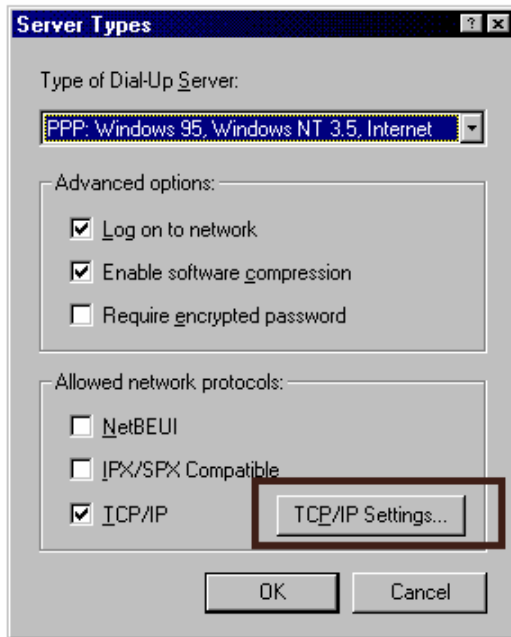 Server Types
Type of Dial-Up Server:
PPP: Windows 95, Windows NT 3.5, Internet
Advanced options:
Log on to network
Enable software compression
Require encrypted password
Allowed network protocols:
NetBEUI
IPX/SPX Compatible
TCP/IP
TCP/IP Settings...
OK
Cancel